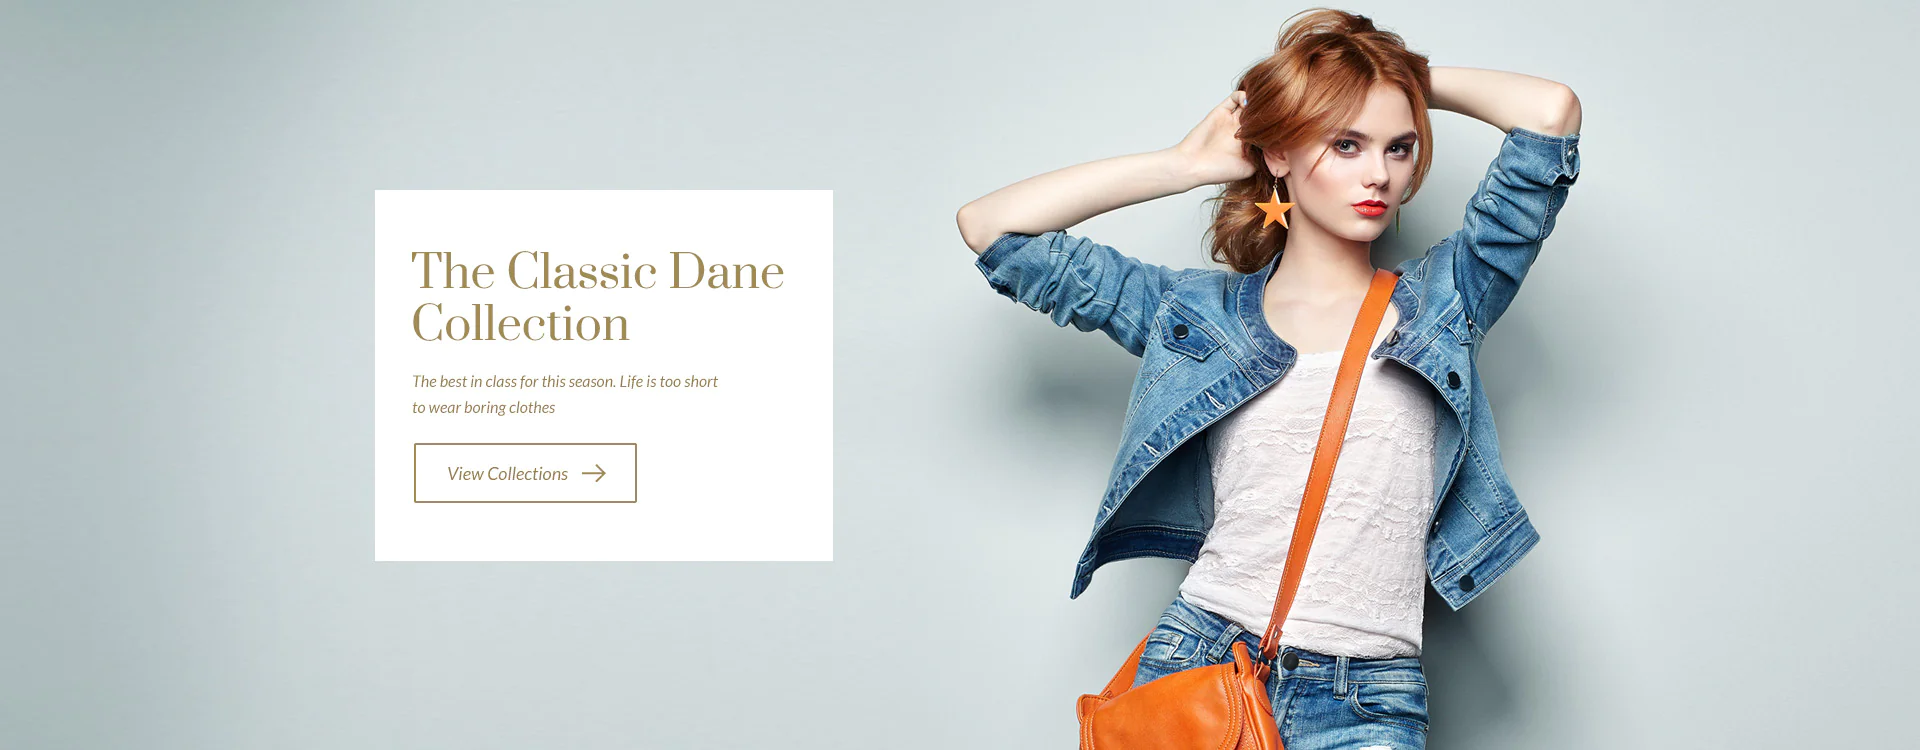 The Classic Dane
Collection
The best in class for this season. Life is too short
to wear boring clothes
View Collections